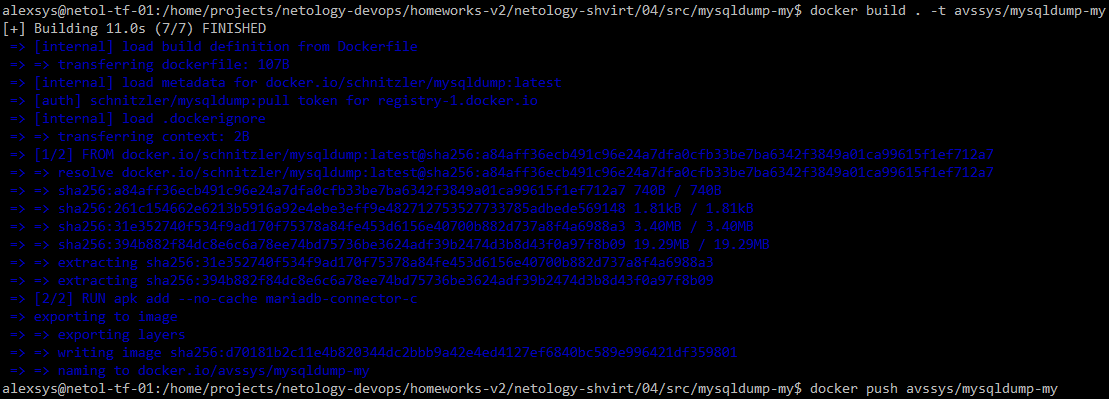 alexsys@netol-tf-01:/home/projects/netology-devops/homeworks-v2/netology-shvirt/04/src/mysqldump-my$ docker build . -t avssys/mysqldump-my
[+] Building 11.0s (7/7) FINISHED
=> [internal] load build definition from Dockerfile
=> => transferring dockerfile: 107B
=> [internal] load metadata for docker.io/schnitzler/mysqldump:latest
=> [auth] schnitzler/mysqldump:pull token for registry-1.docker.io
=> [internal] load .dockerignore
=> => transferring context: 2B
=> [1/2] FROM docker.io/schnitzler/mysqldump:latest@sha256:a84aff36ecb491c96e24a7dfa0cfb33be7ba6342f3849a01ca99615f1ef712a7
=> => resolve docker.io/schnitzler/mysqldump:latest@sha256:a84aff36ecb491c96e24a7dfa0cfb33be7ba6342f3849a01ca99615f1ef712a7
=> => sha256:a84aff36ecb491c96e24a7dfa0cfb33be7ba6342f3849a01ca99615f1ef712a7 740B / 740B
=> => sha256:261c154662e6213b5916a92e4ebe3eff9e482712753527733785adbede569148 1.81kB / 1.81kB
=> => sha256:31e352740f534f9ad170f75378a84fe453d6156e40700b882d737a8f4a6988a3 3.40MB / 3.40MB
=> => sha256:394b882f84dc8e6c6a78ee74bd75736be3624adf39b2474d3b8d43f0a97f8b09 19.29MB / 19.29MB
=> => extracting sha256:31e352740f534f9ad170f75378a84fe453d6156e40700b882d737a8f4a6988a3
=> => extracting sha256:394b882f84dc8e6c6a78ee74bd75736be3624adf39b2474d3b8d43f0a97f8b09
=> [2/2] RUN apk add --no-cache mariadb-connector-c
=> exporting to image
=> => exporting layers
=> => writing image sha256:d70181b2c11e4b820344dc2bbb9a42e4ed4127ef6840bc589e996421df359801
=> => naming to docker.io/avssys/mysqldump-my
alexsys@netol-tf-01:/home/projects/netology-devops/homeworks-v2/netology-shvirt/04/src/mysqldump-my$ docker push avssys/mysqldump-my